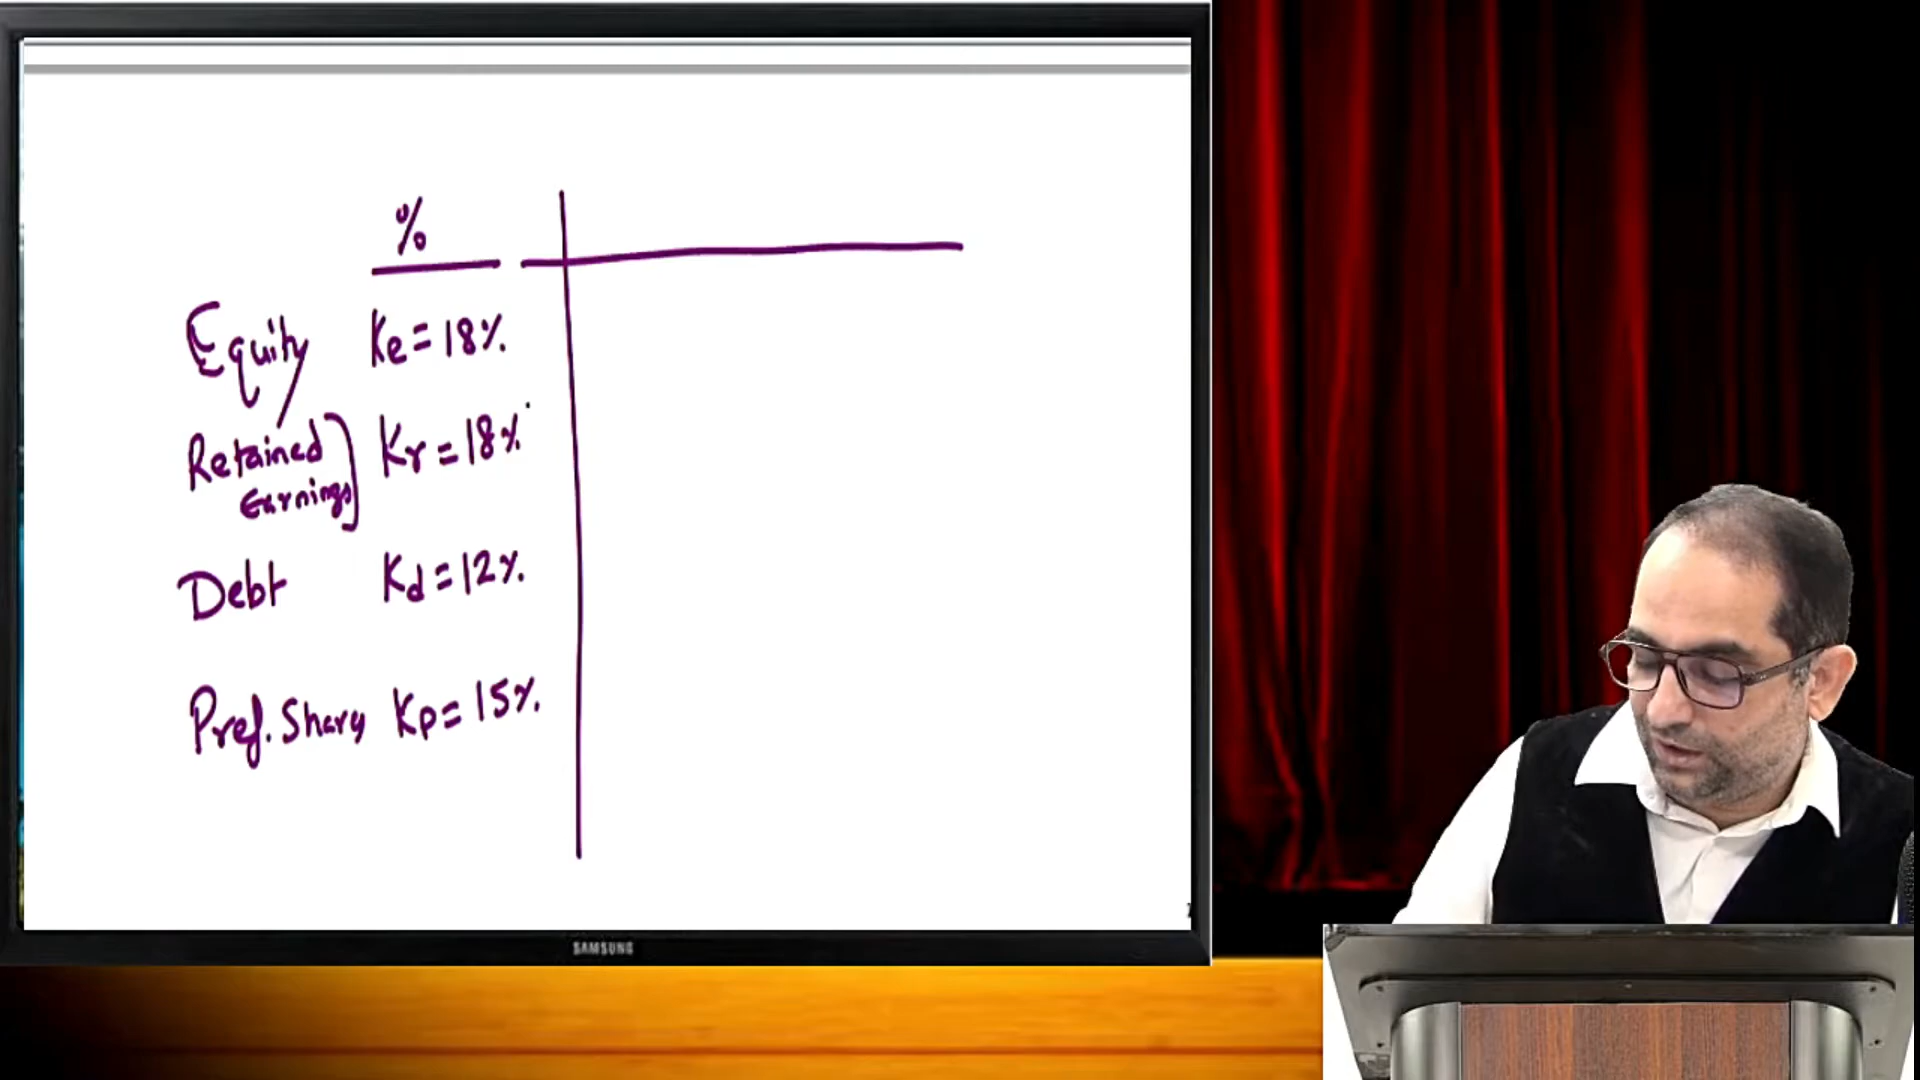 %
Equity Ke = 18%
Retained Earnings Kr = 18%
Debt Kd = 12%
Pref. Shares Kp = 15%
SAMSUNG